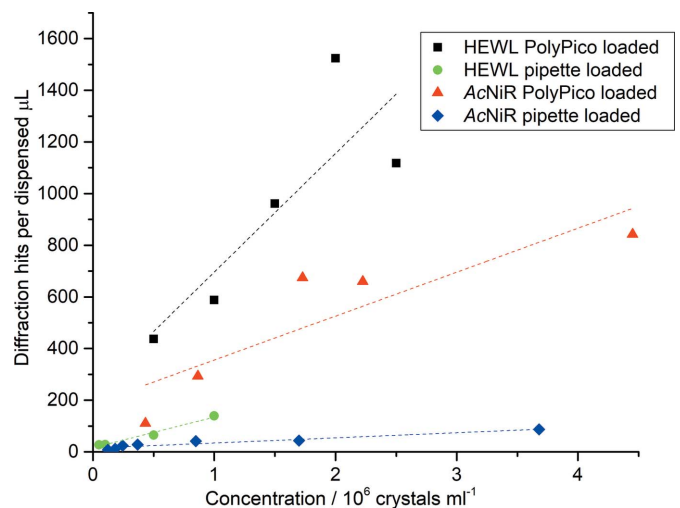 1600
1400
1200
1000
800
600
400
200
0
0 1 2 3 4
Diffraction hits per dispensed μL
Concentration / 10⁶ crystals ml⁻¹
HEWL PolyPico loaded
HEWL pipette loaded
AcNiR PolyPico loaded
AcNiR pipette loaded